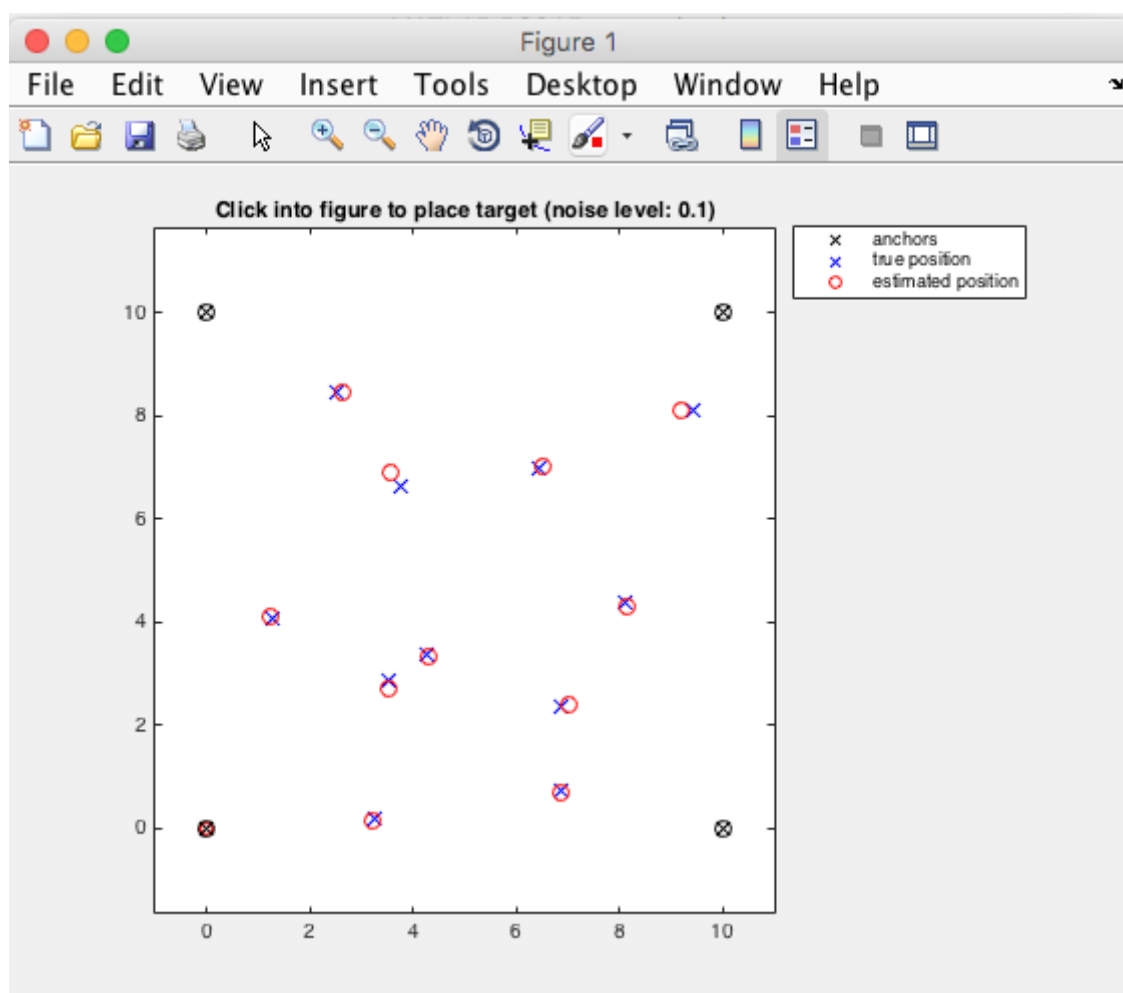 Figure 1
File Edit View Insert Tools Desktop Window Help
Click into figure to place target (noise level: 0.1)
anchors
true position
estimated position
10
8
6
4
2
0
0 2 4 6 8 10